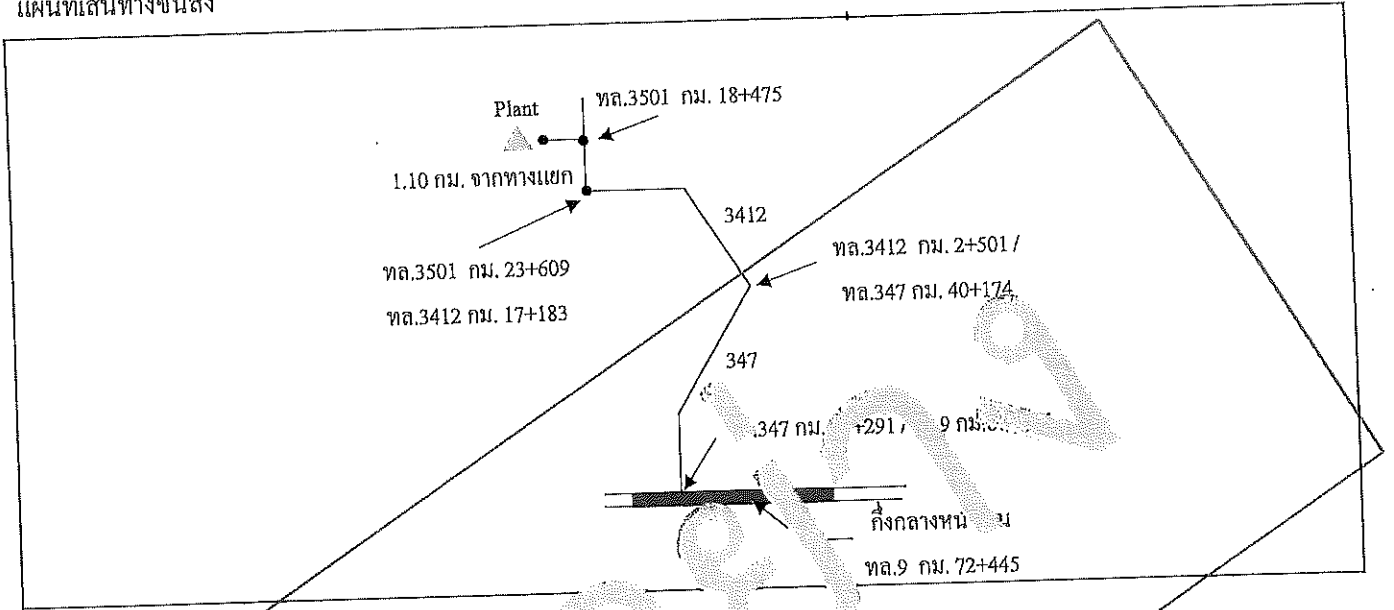 แผนที่เส้นทางขนส่ง
Plant
ทล.3501 กม. 18+475
1.10 กม. จากทางแยก
3412
ทล.3501 กม. 23+609
ทล.3412 กม. 17+183
ทล.3412 กม. 2+501 /
ทล.347 กม. 40+174
347
.347 กม. +291 / 9 กม.
กึ่งกลางหน้า
ทล.9 กม. 72+445